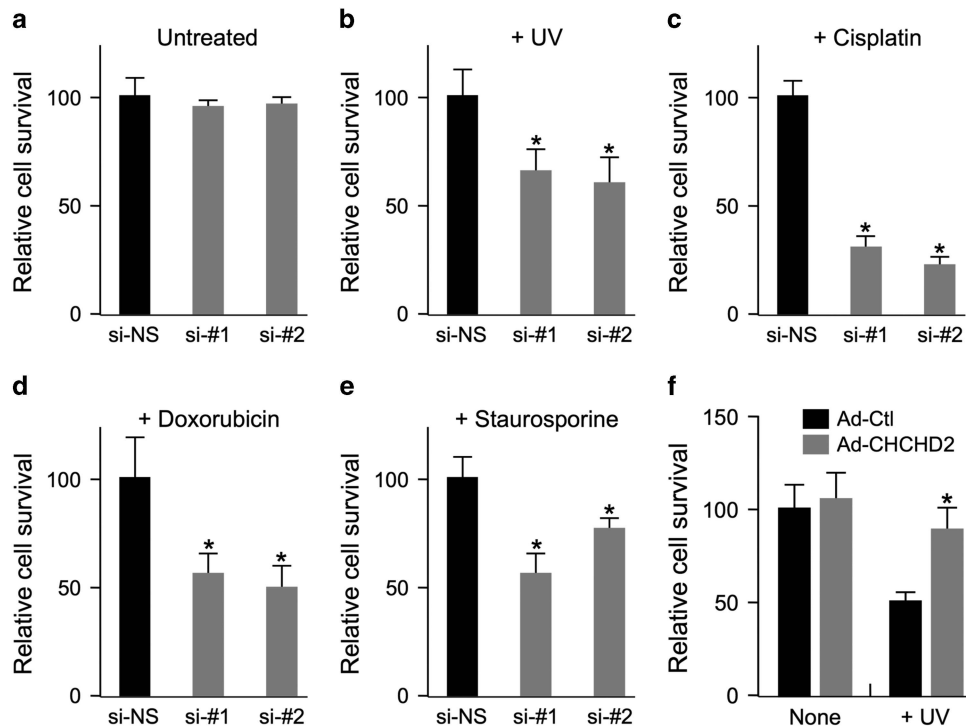 a
Untreated
Relative cell survival
100
50
0
si-NS si-#1 si-#2
b
+ UV
Relative cell survival
100
50
0
* *
si-NS si-#1 si-#2
c
+ Cisplatin
Relative cell survival
100
50
0
* *
si-NS si-#1 si-#2
d
+ Doxorubicin
Relative cell survival
100
50
0
* *
si-NS si-#1 si-#2
e
+ Staurosporine
Relative cell survival
100
50
0
* *
si-NS si-#1 si-#2
f
Relative cell survival
150
100
50
0
Ad-Ctl
Ad-CHCHD2
*
None + UV